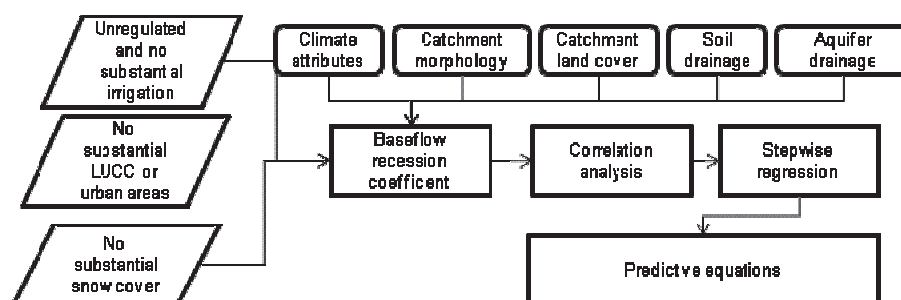 Unregulated
and no
substantial
irrigation
Climate
attributes
Catchment
morphology
Catchment
land cover
Soil
drainage
Aquifer
drainage
No
substantial
LUCC or
urban areas
Baseflow
recession
coefficent
Correlation
analysis
Stepwise
regression
No
substantial
snow cover
Predictve equations